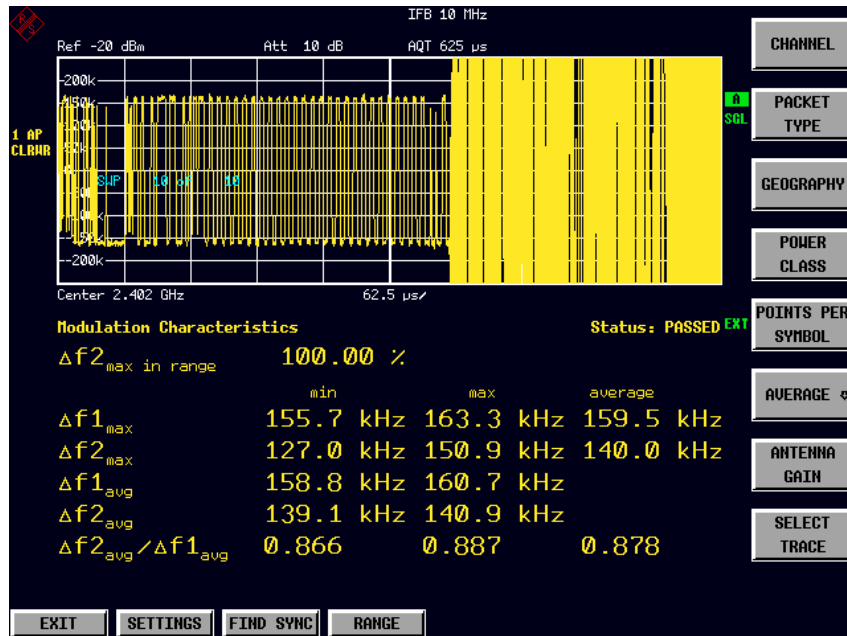 IFB 10 MHz
Ref -20 dBm Att 10 dB AQT 625 µs
200k
150k
1 AP
CLRWR
A
SGL
SWP 10 of 10
-200k
Center 2.402 GHz 62.5 µs/
Modulation Characteristics Status: PASSED EXT
Δf2max in range 100.00 %
min max average
Δf1max 155.7 kHz 163.3 kHz 159.5 kHz
Δf2max 127.0 kHz 150.9 kHz 140.0 kHz
Δf1avg 158.8 kHz 160.7 kHz
Δf2avg 139.1 kHz 140.9 kHz
Δf2avg/Δf1avg 0.866 0.887 0.878
CHANNEL
PACKET
TYPE
GEOGRAPHY
POWER
CLASS
POINTS PER
SYMBOL
AVERAGE
ANTENNA
GAIN
SELECT
TRACE
EXIT SETTINGS FIND SYNC RANGE